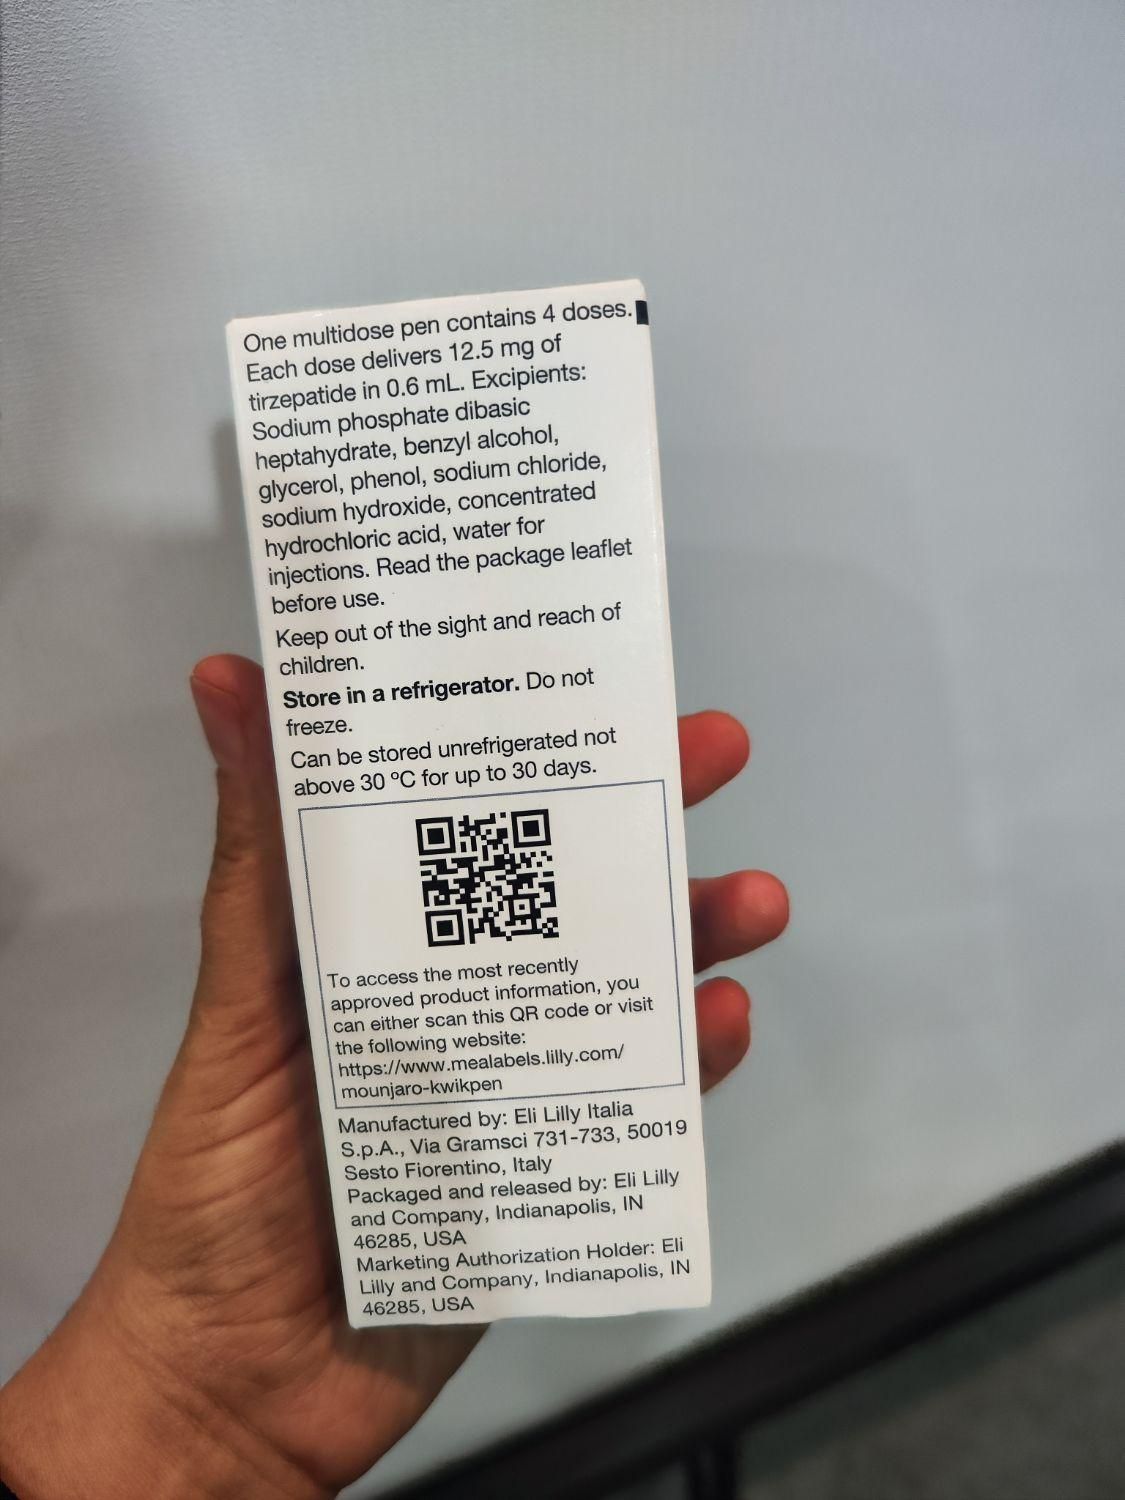 One multidose pen contains 4 doses.
Each dose delivers 12.5 mg of
tirzepatide in 0.6 mL. Excipients:
Sodium phosphate dibasic
heptahydrate, benzyl alcohol,
glycerol, phenol, sodium chloride,
sodium hydroxide, concentrated
hydrochloric acid, water for
injections. Read the package leaflet
before use.
Keep out of the sight and reach of
children.
Store in a refrigerator. Do not
freeze.
Can be stored unrefrigerated not
above 30 ºC for up to 30 days.
To access the most recently
approved product information, you
can either scan this QR code or visit
the following website:
https://www.mealabels.lilly.com/
mounjaro-kwikpen
Manufactured by: Eli Lilly Italia
S.p.A., Via Gramsci 731-733, 50019
Sesto Fiorentino, Italy
Packaged and released by: Eli Lilly
and Company, Indianapolis, IN
46285, USA
Marketing Authorization Holder: Eli
Lilly and Company, Indianapolis, IN
46285, USA